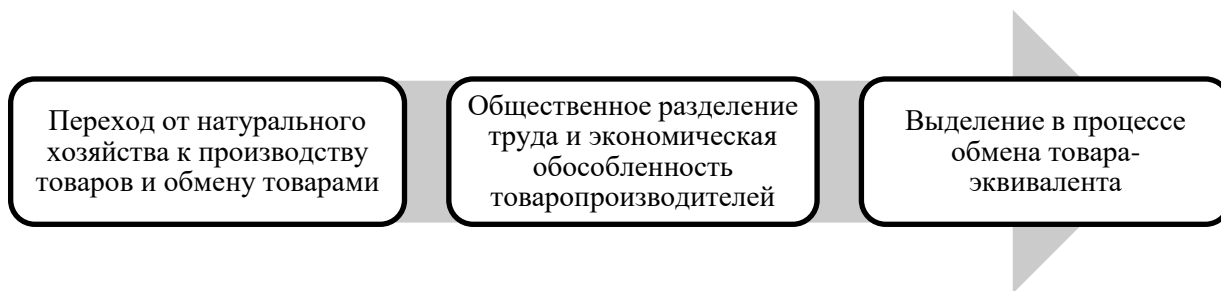 Переход от натурального
хозяйства к производству
товаров и обмену товарами
Общественное разделение
труда и экономическая
обособленность
товаропроизводителей
Выделение в процессе
обмена товара-
эквивалента